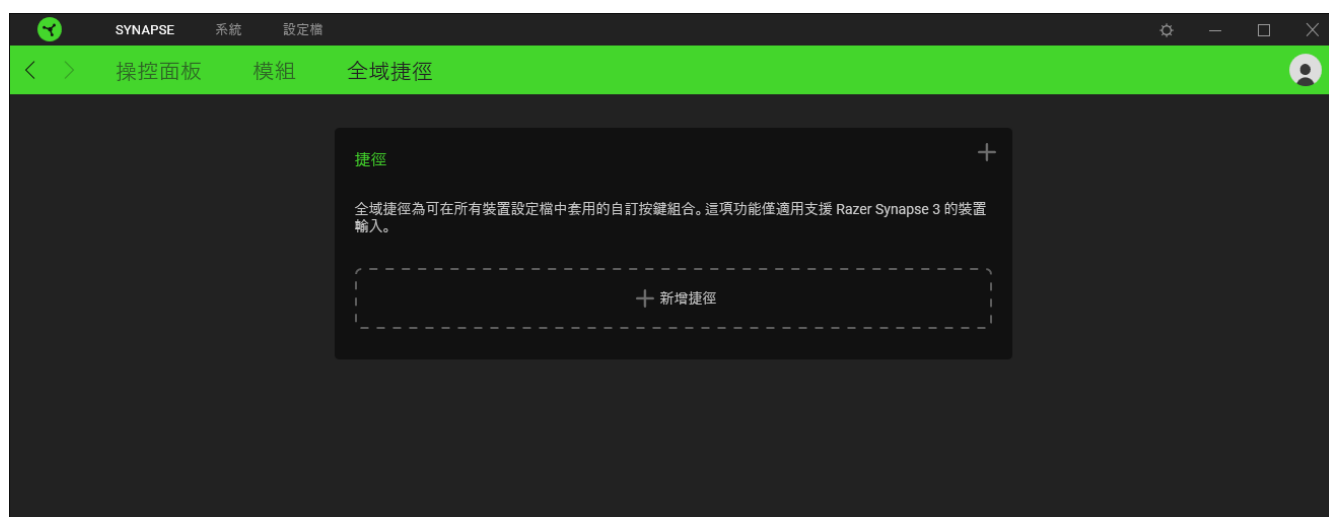 SYNAPSE 系統 設定檔
操控面板 模組 全域捷徑
捷徑
全域捷徑為可在所有裝置設定檔中套用的自訂按鍵組合。這項功能僅適用支援 Razer Synapse 3 的裝置
輸入。
新增捷徑